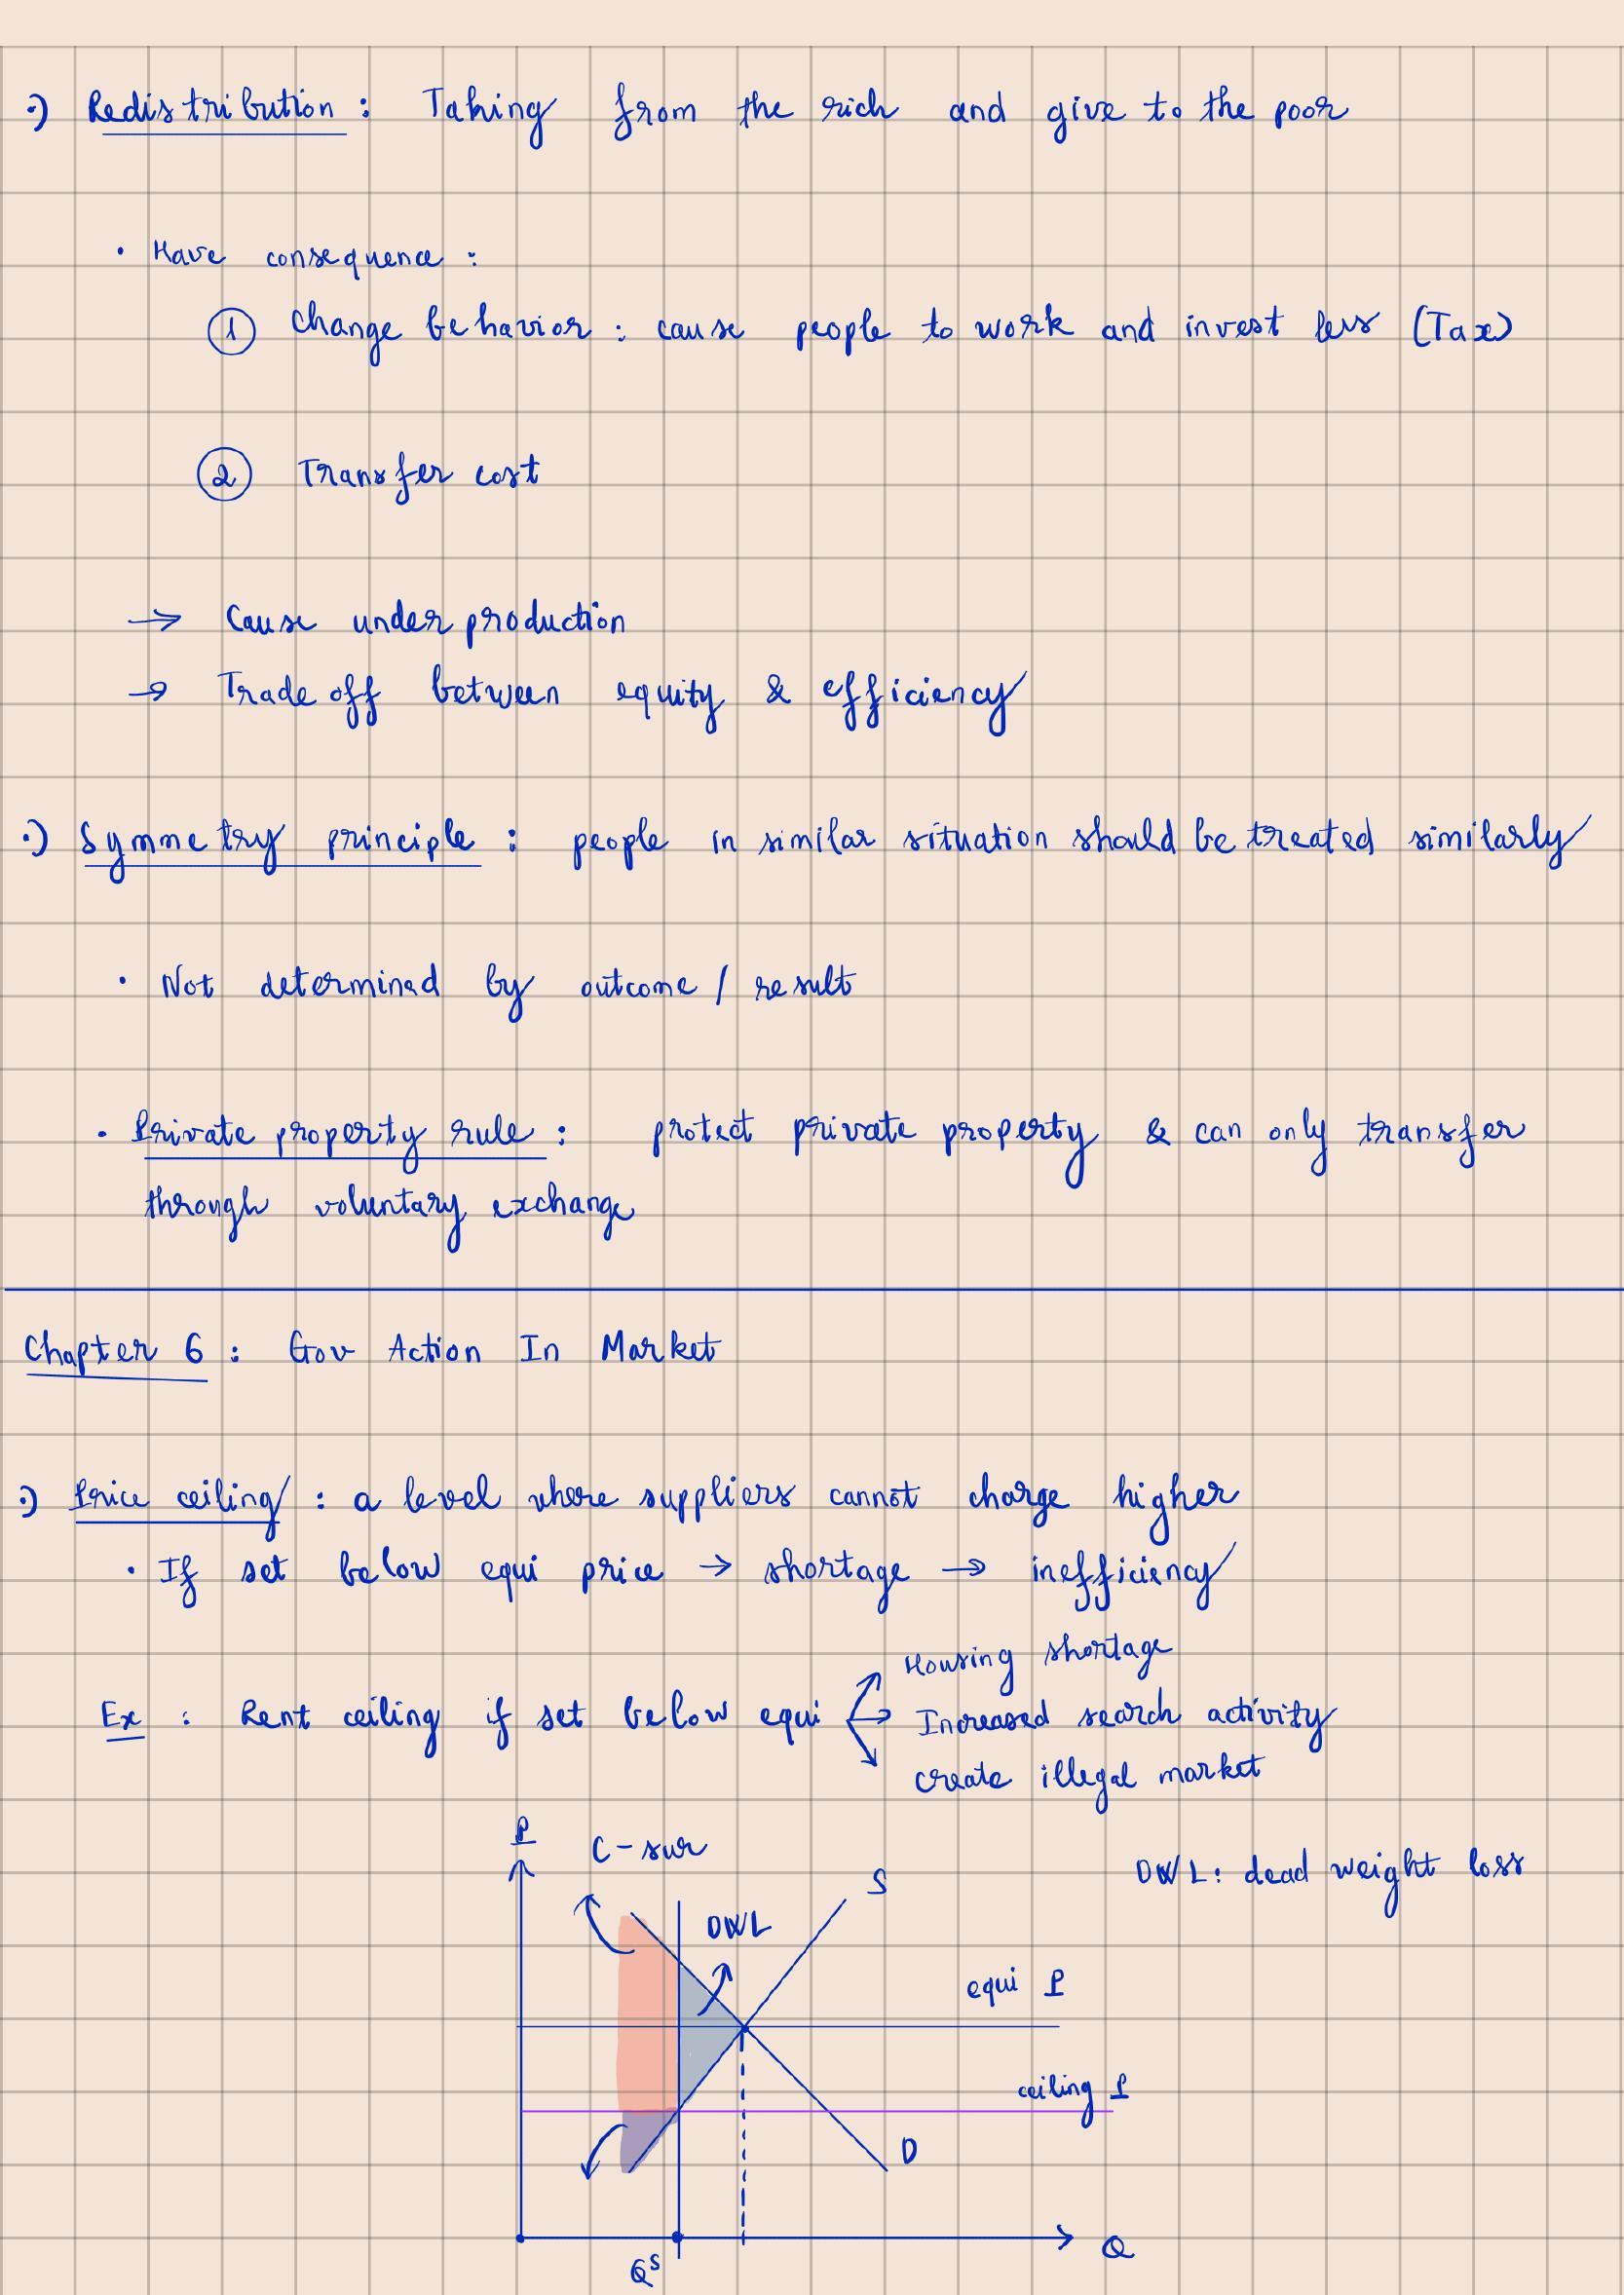 ·) Redistribution : Taking from the rich and give to the poor
· Have consequence :
① Change behavior : cause people to work and invest less (Tax)
② Transfer cost
→ Cause underproduction
→ Trade off between equity & efficiency
·) Symmetry principle : people in similar situation should be treated similarly
· Not determined by outcome / result
· Private property rule : protect private property & can only transfer
through voluntary exchange
Chapter 6 : Gov Action In Market
·) Price ceiling : a level where suppliers cannot charge higher
· If set below equi price → shortage → inefficiency
Housing shortage
Ex : Rent ceiling if set below equi Increased search activity
create illegal market
P
C-sur
DWL: dead weight loss
S
DWL
equi P
ceiling P
D
Q
Qˢ